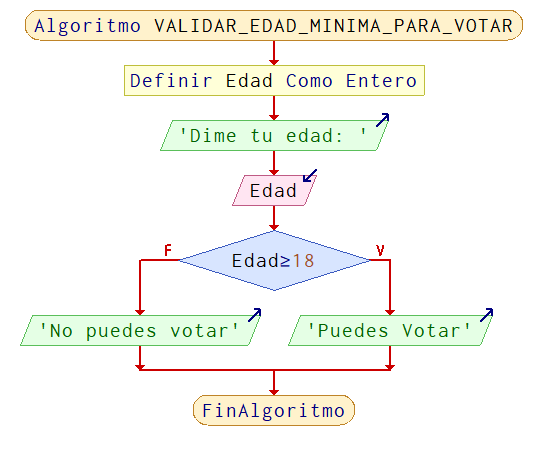 Algoritmo VALIDAR_EDAD_MINIMA_PARA_VOTAR
Definir Edad Como Entero
'Dime tu edad: '
Edad
Edad≥18
F
V
'No puedes votar'
'Puedes Votar'
FinAlgoritmo